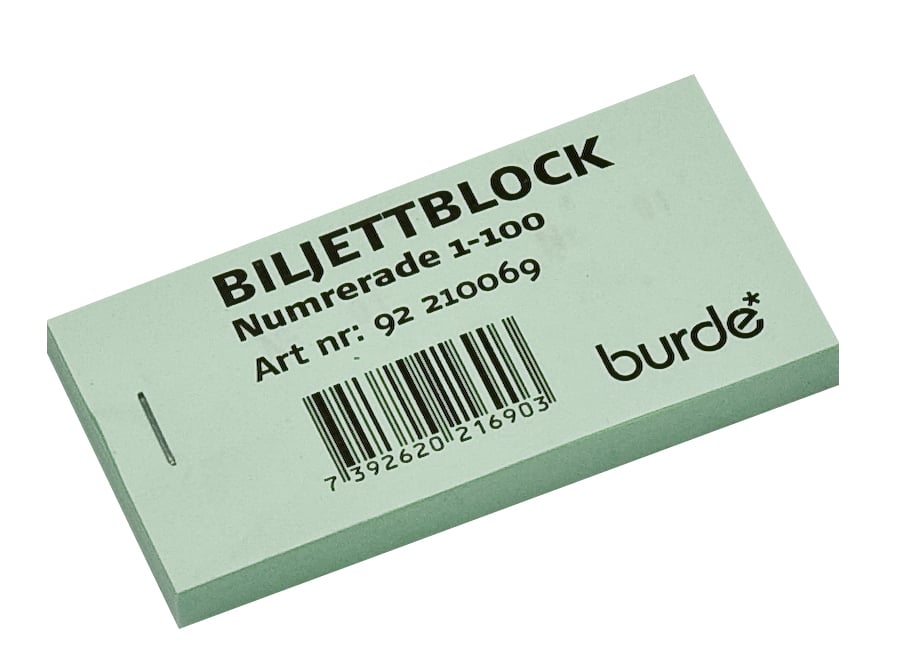 BILJETTBLOCK
Numrerade 1-100
Art nr: 92 210069
burde*
7 392620 216903